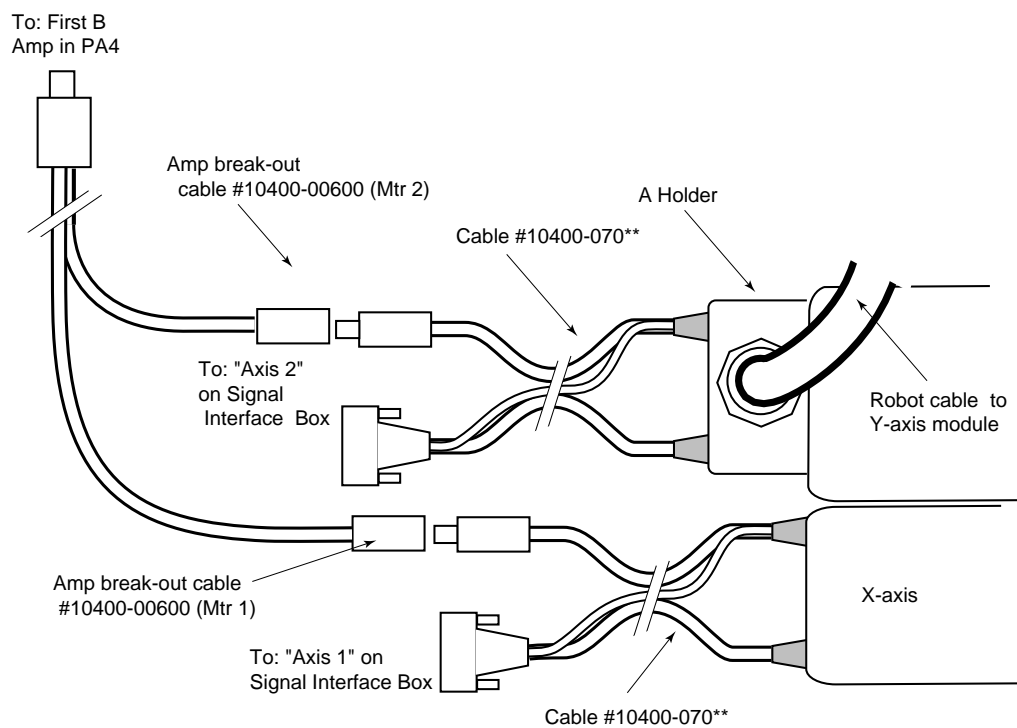 To: First B
Amp in PA4
Amp break-out
cable #10400-00600 (Mtr 2)
A Holder
Cable #10400-070**
To: "Axis 2"
on Signal
Interface Box
Robot cable to
Y-axis module
Amp break-out cable
#10400-00600 (Mtr 1)
X-axis
To: "Axis 1" on
Signal Interface Box
Cable #10400-070**